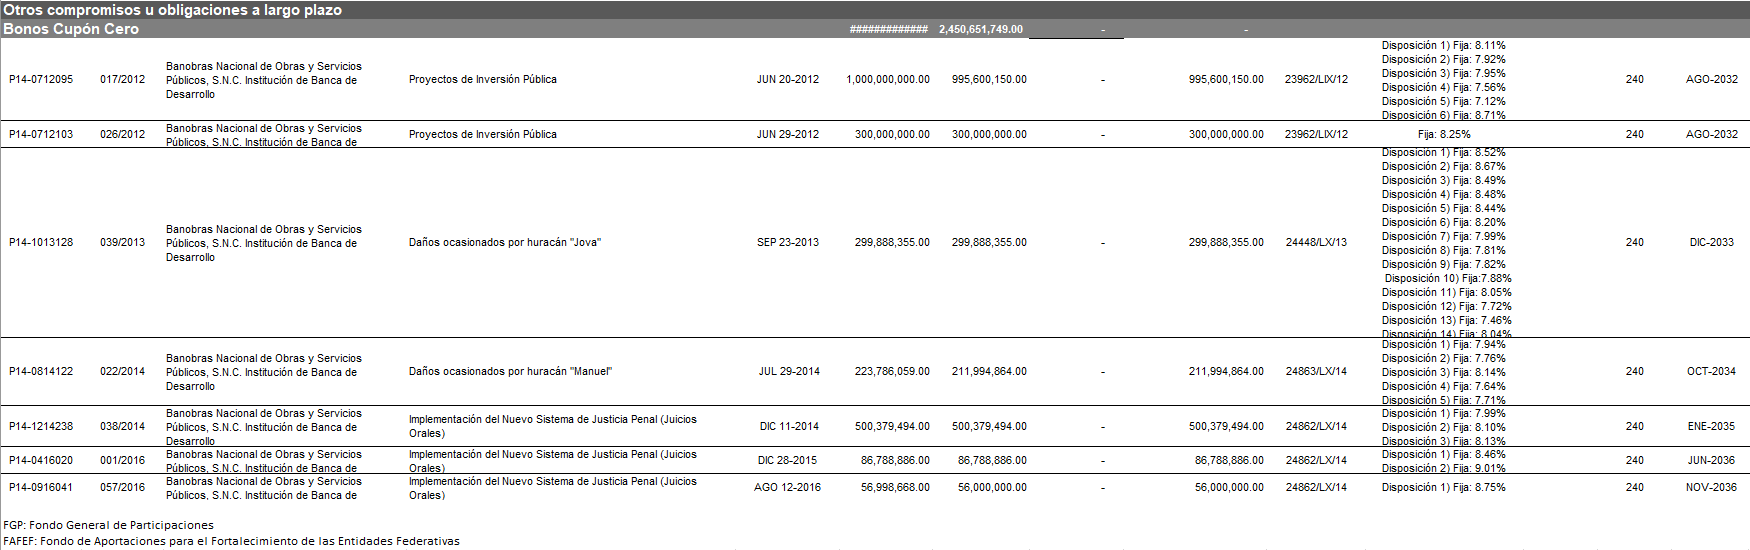 Otros compromisos u obligaciones a largo plazo
Bonos Cupón Cero ############# 2,450,651,749.00 - -
P14-0712095 017/2012 Banobras Nacional de Obras y Servicios Públicos, S.N.C. Institución de Banca de Desarrollo Proyectos de Inversión Pública JUN 20-2012 1,000,000,000.00 995,600,150.00 - 995,600,150.00 23962/LIX/12 Disposición 1) Fija: 8.11%
Disposición 2) Fija: 7.92%
Disposición 3) Fija: 7.95%
Disposición 4) Fija: 7.56%
Disposición 5) Fija: 7.12%
Disposición 6) Fija: 8.71%
240 AGO-2032
P14-0712103 026/2012 Banobras Nacional de Obras y Servicios Públicos, S.N.C. Institución de Banca de Proyectos de Inversión Pública JUN 29-2012 300,000,000.00 300,000,000.00 - 300,000,000.00 23962/LIX/12 Fija: 8.25% 240 AGO-2032
P14-1013128 039/2013 Banobras Nacional de Obras y Servicios Públicos, S.N.C. Institución de Banca de Desarrollo Daños ocasionados por huracán "Jova" SEP 23-2013 299,888,355.00 299,888,355.00 - 299,888,355.00 24448/LX/13 Disposición 1) Fija: 8.52%
Disposición 2) Fija: 8.67%
Disposición 3) Fija: 8.49%
Disposición 4) Fija: 8.48%
Disposición 5) Fija: 8.44%
Disposición 6) Fija: 8.20%
Disposición 7) Fija: 7.99%
Disposición 8) Fija: 7.81%
Disposición 9) Fija: 7.82%
Disposición 10) Fija:7.88%
Disposición 11) Fija: 8.05%
Disposición 12) Fija: 7.72%
Disposición 13) Fija: 7.46%
Disposición 14) Fija: 8.04%
240 DIC-2033
P14-0814122 022/2014 Banobras Nacional de Obras y Servicios Públicos, S.N.C. Institución de Banca de Desarrollo Daños ocasionados por huracán "Manuel" JUL 29-2014 223,786,059.00 211,994,864.00 - 211,994,864.00 24863/LX/14 Disposición 1) Fija: 7.94%
Disposición 2) Fija: 7.76%
Disposición 3) Fija: 8.14%
Disposición 4) Fija: 7.64%
Disposición 5) Fija: 7.71%
240 OCT-2034
P14-1214238 038/2014 Banobras Nacional de Obras y Servicios Públicos, S.N.C. Institución de Banca de Desarrollo Implementación del Nuevo Sistema de Justicia Penal (Juicios Orales) DIC 11-2014 500,379,494.00 500,379,494.00 - 500,379,494.00 24862/LX/14 Disposición 1) Fija: 7.99%
Disposición 2) Fija: 8.10%
Disposición 3) Fija: 8.13%
240 ENE-2035
P14-0416020 001/2016 Banobras Nacional de Obras y Servicios Públicos, S.N.C. Institución de Banca de Implementación del Nuevo Sistema de Justicia Penal (Juicios Orales) DIC 28-2015 86,788,886.00 86,788,886.00 - 86,788,886.00 24862/LX/14 Disposición 1) Fija: 8.46%
Disposición 2) Fija: 9.01%
240 JUN-2036
P14-0916041 057/2016 Banobras Nacional de Obras y Servicios Públicos, S.N.C. Institución de Banca de Implementación del Nuevo Sistema de Justicia Penal (Juicios Orales) AGO 12-2016 56,998,668.00 56,000,000.00 - 56,000,000.00 24862/LX/14 Disposición 1) Fija: 8.75% 240 NOV-2036
FGP: Fondo General de Participaciones
FAFEF: Fondo de Aportaciones para el Fortalecimiento de las Entidades Federativas